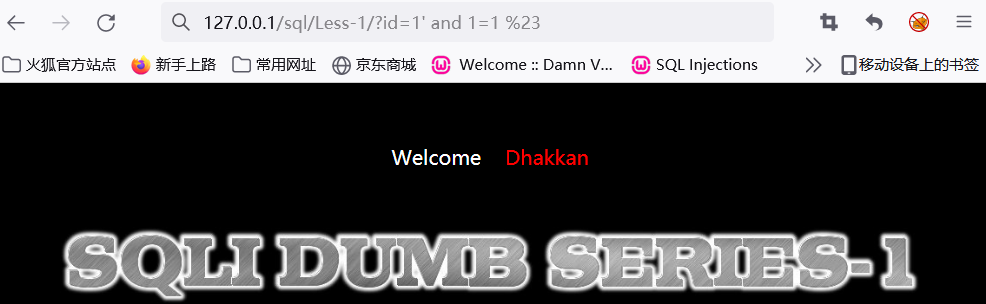 127.0.0.1/sql/Less-1/?id=1' and 1=1 %23
火狐官方站点 新手上路 常用网址 京东商城 Welcome :: Damn V... SQL Injections 移动设备上的书签
Welcome Dhakkan
SQLI DUMB SERIES-1